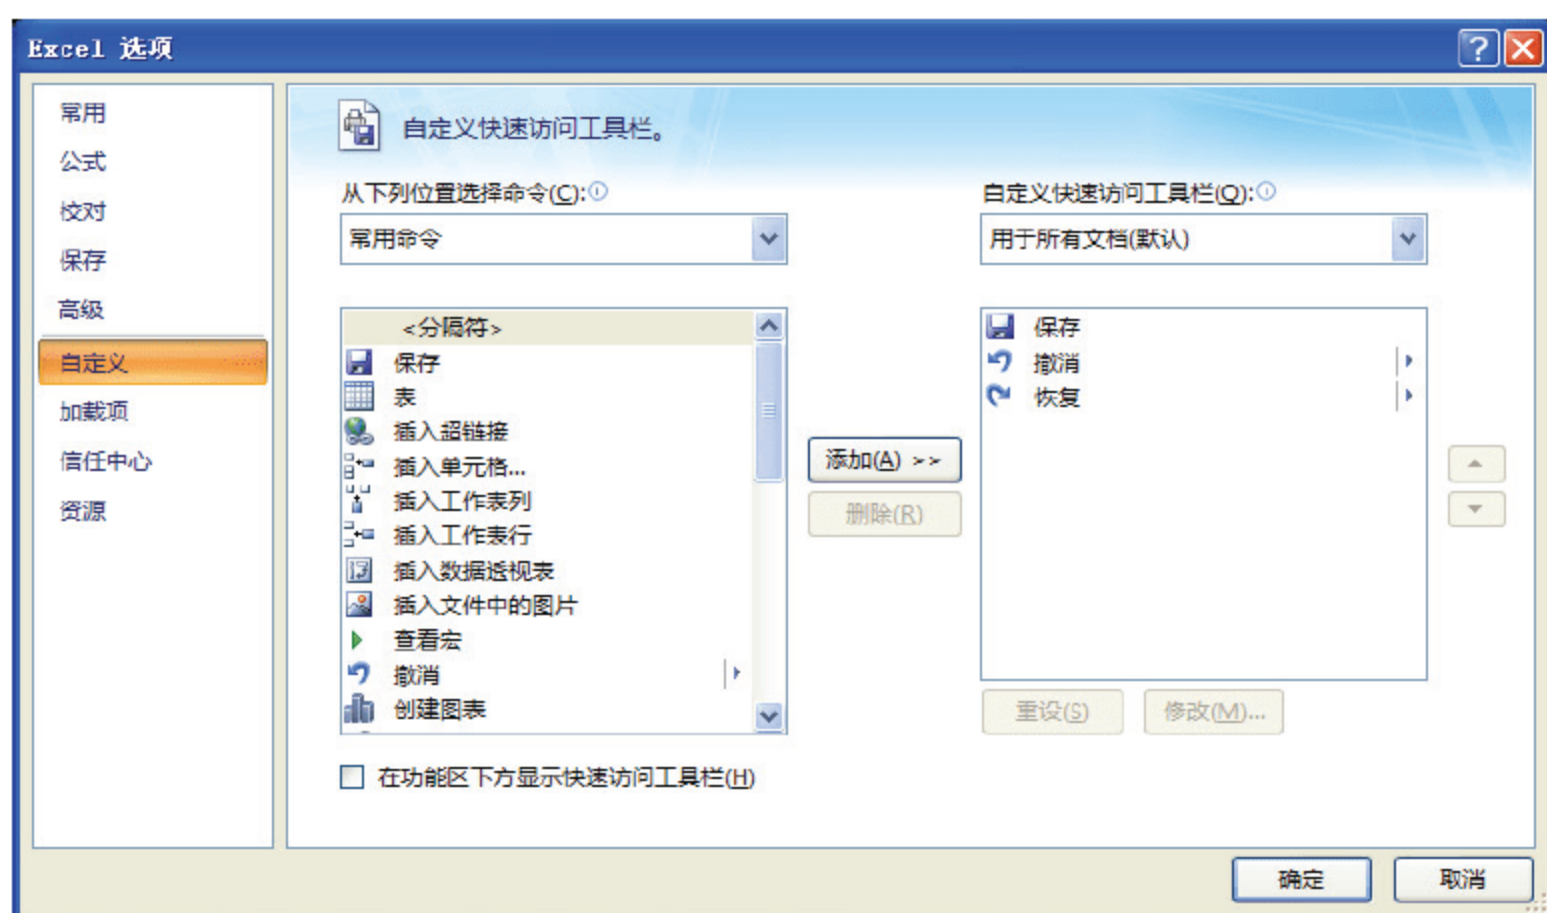 Excel 选项
常用
公式
校对
保存
高级
自定义
加载项
信任中心
资源
自定义快速访问工具栏。
从下列位置选择命令(C):
常用命令
<分隔符>
保存
表
插入超链接
插入单元格...
插入工作表列
插入工作表行
插入数据透视表
插入文件中的图片
查看宏
撤消
创建图表
在功能区下方显示快速访问工具栏(H)
添加(A) >>
删除(R)
自定义快速访问工具栏(Q):
用于所有文档(默认)
保存
撤消
恢复
重设(S)
修改(M)...
确定
取消